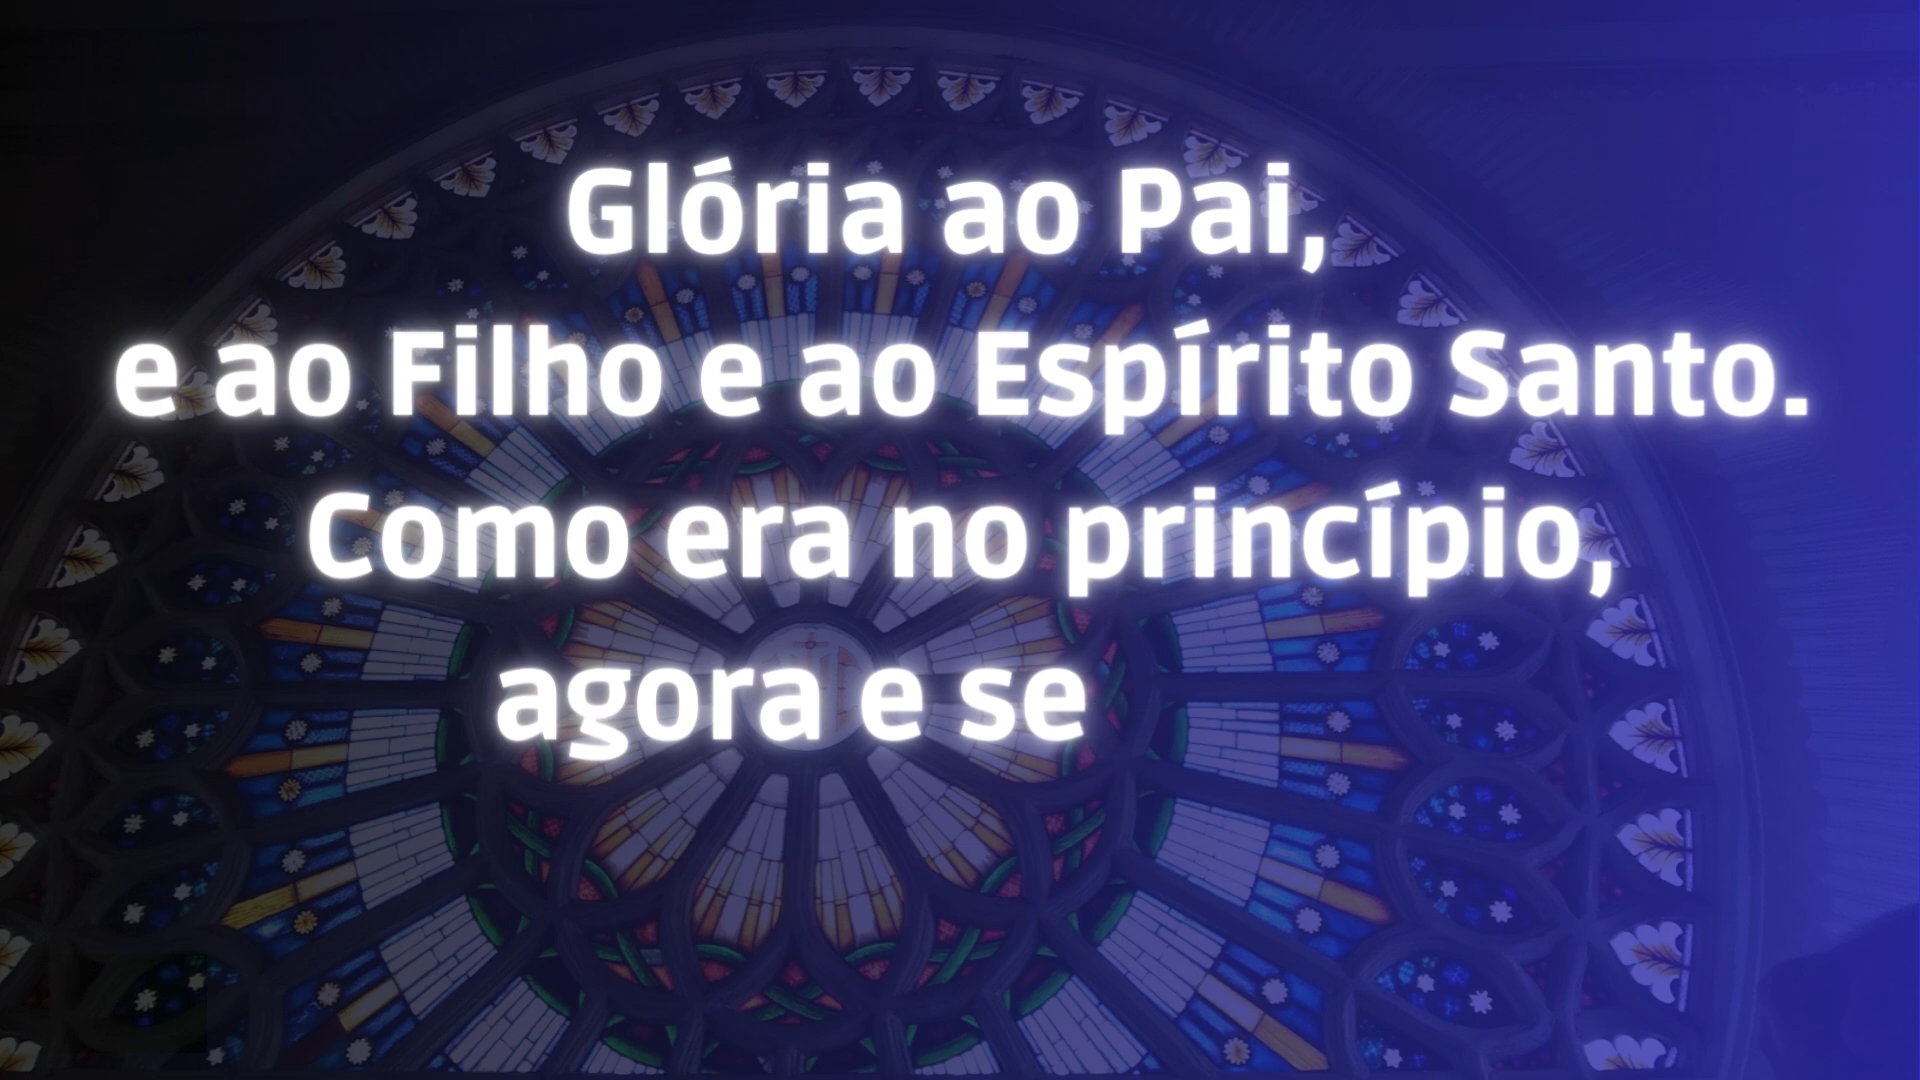 Glória ao Pai,
e ao Filho e ao Espírito Santo.
Como era no princípio,
agora e se